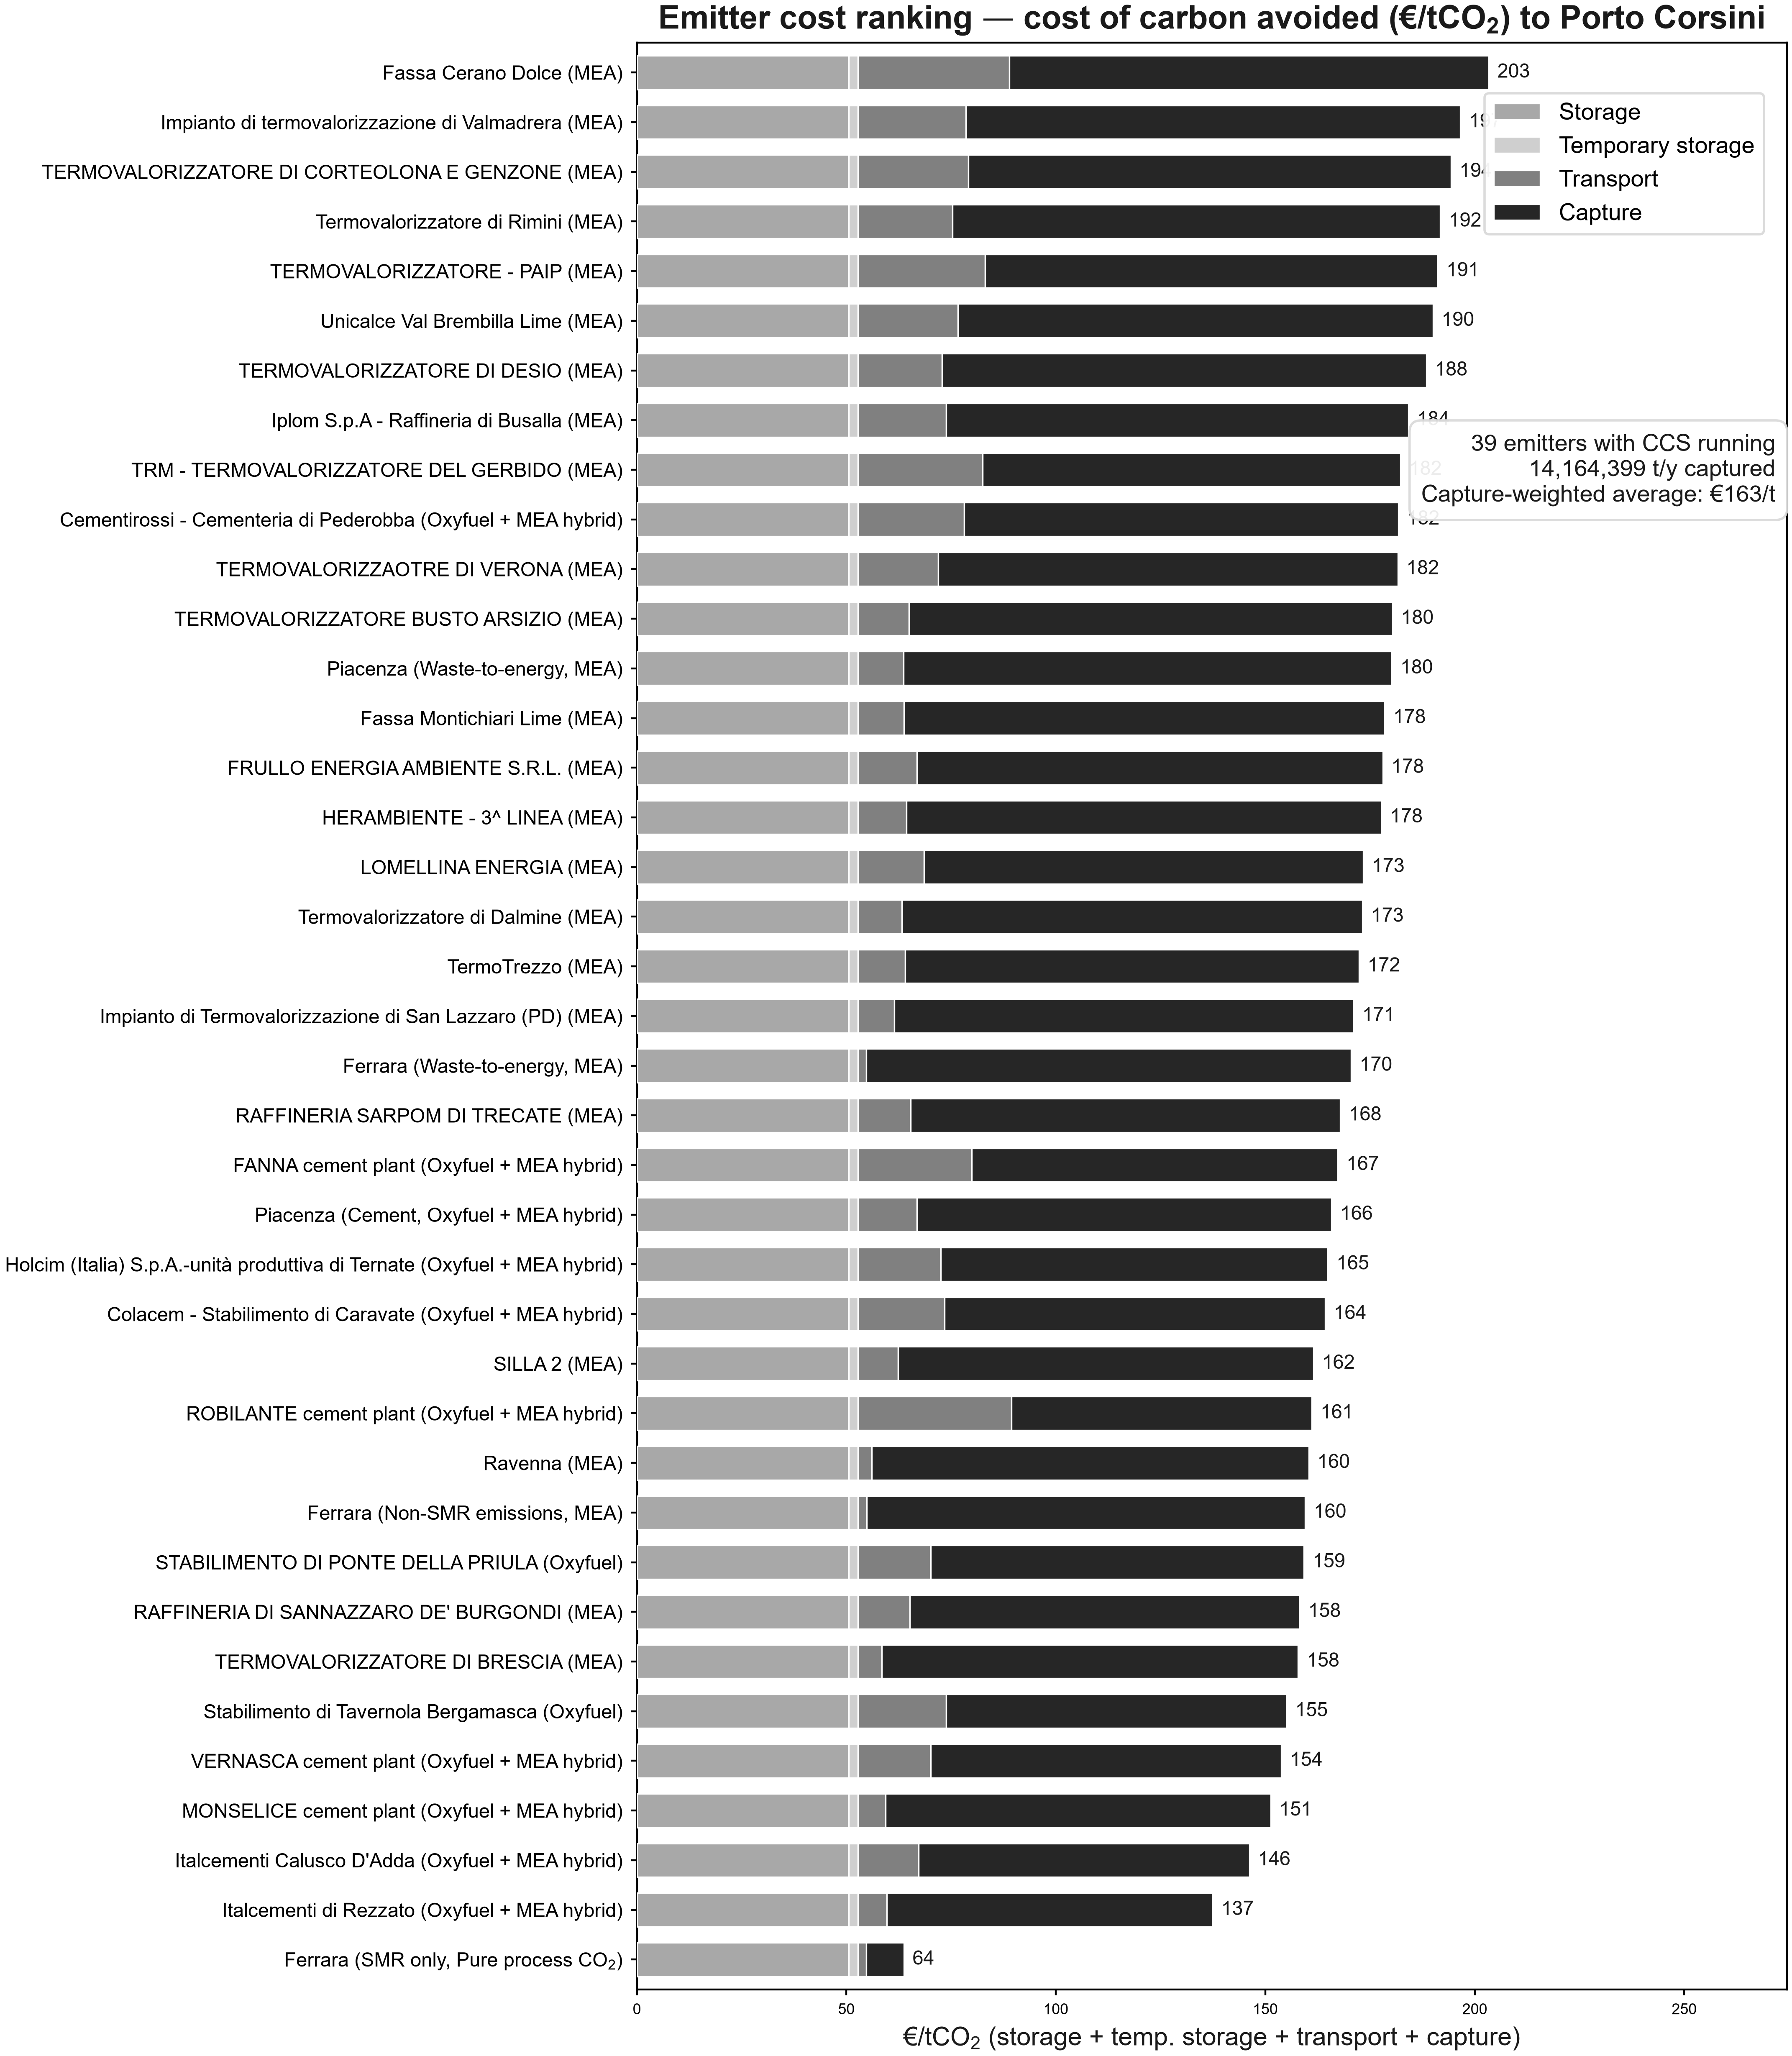 Emitter cost ranking — cost of carbon avoided (€/tCO₂) to Porto Corsini
Fassa Cerano Dolce (MEA) 203
Impianto di termovalorizzazione di Valmadrera (MEA)
TERMOVALORIZZATORE DI CORTEOLONA E GENZONE (MEA) 194
Termovalorizzatore di Rimini (MEA) 192
Storage
Temporary storage
Transport
Capture
TERMOVALORIZZATORE - PAIP (MEA) 191
Unicalce Val Brembilla Lime (MEA) 190
TERMOVALORIZZATORE DI DESIO (MEA) 188
Iplom S.p.A - Raffineria di Busalla (MEA) 184
TRM - TERMOVALORIZZATORE DEL GERBIDO (MEA) 182
Cementirossi - Cementeria di Pederobba (Oxyfuel + MEA hybrid) 182
39 emitters with CCS running
14,164,399 t/y captured
Capture-weighted average: €163/t
TERMOVALORIZZAOTRE DI VERONA (MEA) 182
TERMOVALORIZZATORE BUSTO ARSIZIO (MEA) 180
Piacenza (Waste-to-energy, MEA) 180
Fassa Montichiari Lime (MEA) 178
FRULLO ENERGIA AMBIENTE S.R.L. (MEA) 178
HERAMBIENTE - 3^ LINEA (MEA) 178
LOMELLINA ENERGIA (MEA) 173
Termovalorizzatore di Dalmine (MEA) 173
TermoTrezzo (MEA) 172
Impianto di Termovalorizzazione di San Lazzaro (PD) (MEA) 171
Ferrara (Waste-to-energy, MEA) 170
RAFFINERIA SARPOM DI TRECATE (MEA) 168
FANNA cement plant (Oxyfuel + MEA hybrid) 167
Piacenza (Cement, Oxyfuel + MEA hybrid) 166
Holcim (Italia) S.p.A.-unità produttiva di Ternate (Oxyfuel + MEA hybrid) 165
Colacem - Stabilimento di Caravate (Oxyfuel + MEA hybrid) 164
SILLA 2 (MEA) 162
ROBILANTE cement plant (Oxyfuel + MEA hybrid) 161
Ravenna (MEA) 160
Ferrara (Non-SMR emissions, MEA) 160
STABILIMENTO DI PONTE DELLA PRIULA (Oxyfuel) 159
RAFFINERIA DI SANNAZZARO DE' BURGONDI (MEA) 158
TERMOVALORIZZATORE DI BRESCIA (MEA) 158
Stabilimento di Tavernola Bergamasca (Oxyfuel) 155
VERNASCA cement plant (Oxyfuel + MEA hybrid) 154
MONSELICE cement plant (Oxyfuel + MEA hybrid) 151
Italcementi Calusco D'Adda (Oxyfuel + MEA hybrid) 146
Italcementi di Rezzato (Oxyfuel + MEA hybrid) 137
Ferrara (SMR only, Pure process CO₂) 64
0 50 100 150 200 250
€/tCO₂ (storage + temp. storage + transport + capture)